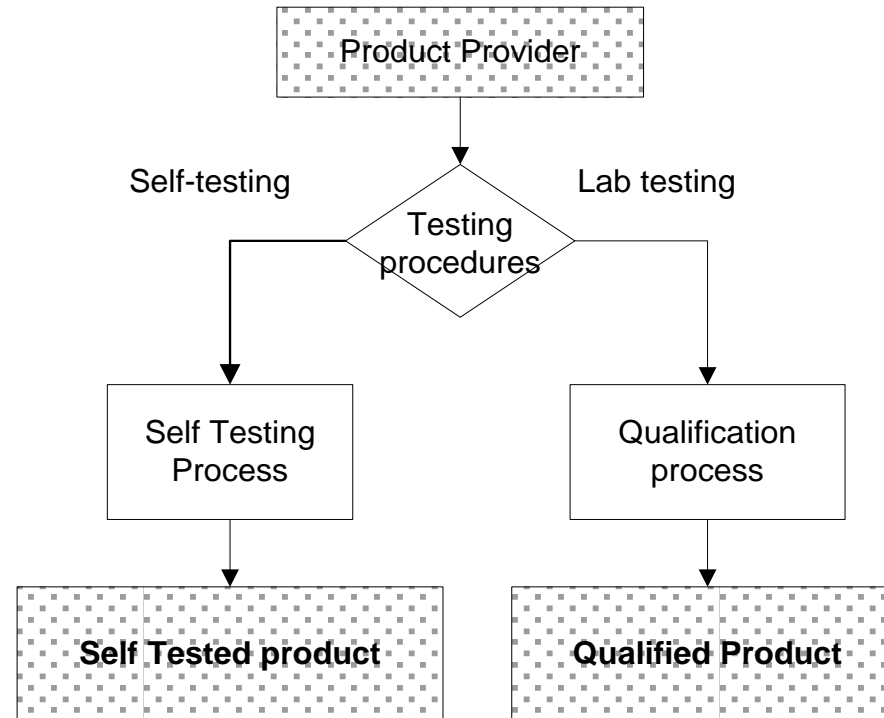 Product Provider
Self-testing
Lab testing
Testing
procedures
Self Testing
Process
Qualification
process
Self Tested product
Qualified Product